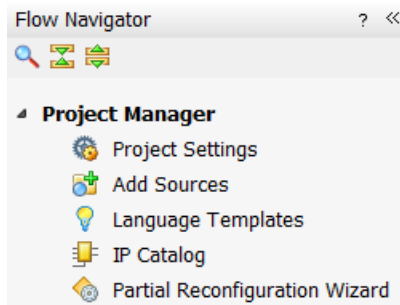 Flow Navigator ? «
Project Manager
Project Settings
Add Sources
Language Templates
IP Catalog
Partial Reconfiguration Wizard